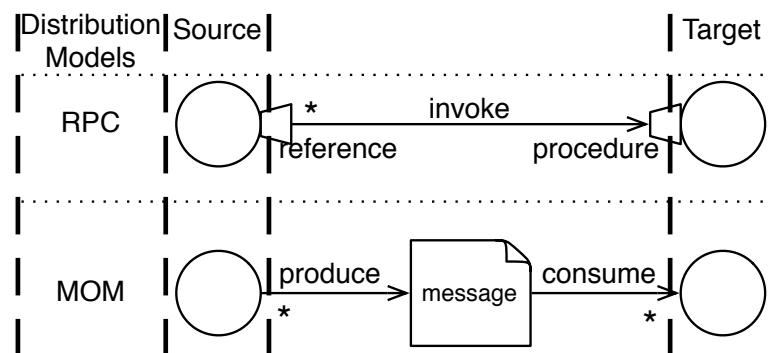 Distribution Models
Source
Target
RPC
*
invoke
reference
procedure
MOM
produce
*
message
consume
*